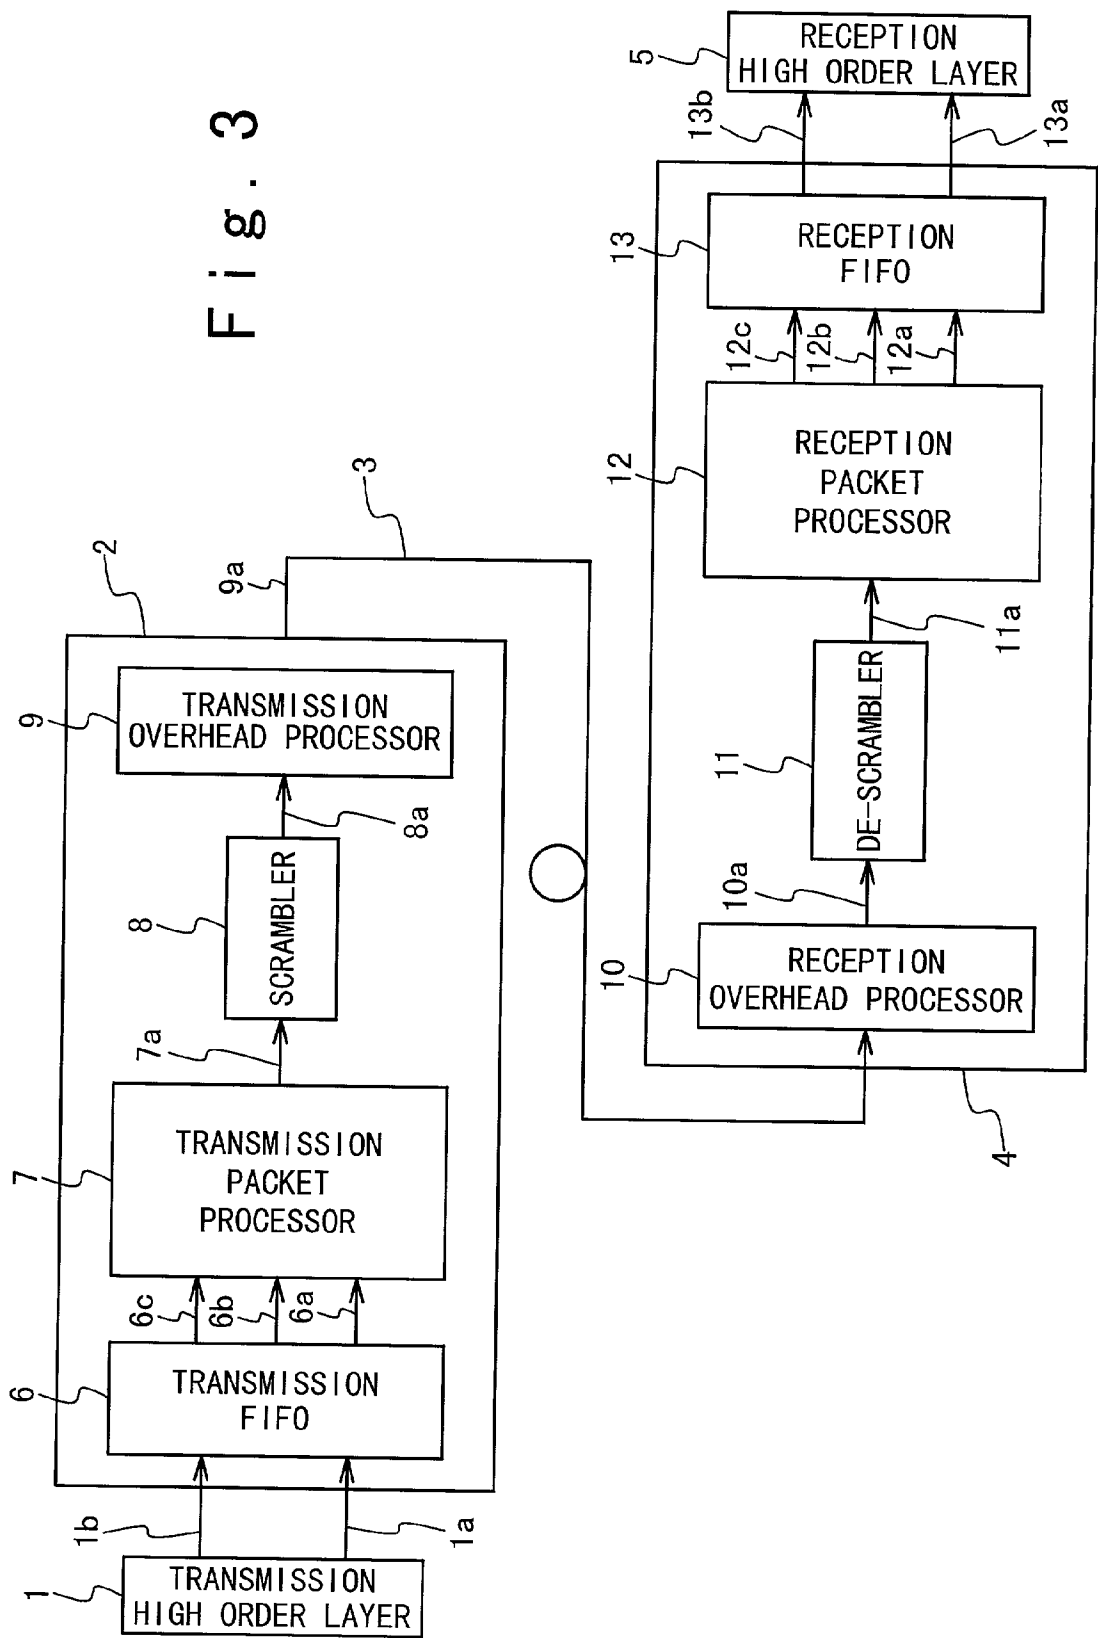 Fig. 3
1
TRANSMISSION
HIGH ORDER LAYER
1b
1a
2
6
TRANSMISSION
FIFO
6c
6b
6a
7
TRANSMISSION
PACKET
PROCESSOR
7a
8
SCRAMBLER
8a
9
TRANSMISSION
OVERHEAD PROCESSOR
9a
3
4
10
RECEPTION
OVERHEAD PROCESSOR
10a
11
DE-SCRAMBLER
11a
12
RECEPTION
PACKET
PROCESSOR
12c
12b
12a
13
RECEPTION
FIFO
13b
13a
5
RECEPTION
HIGH ORDER LAYER